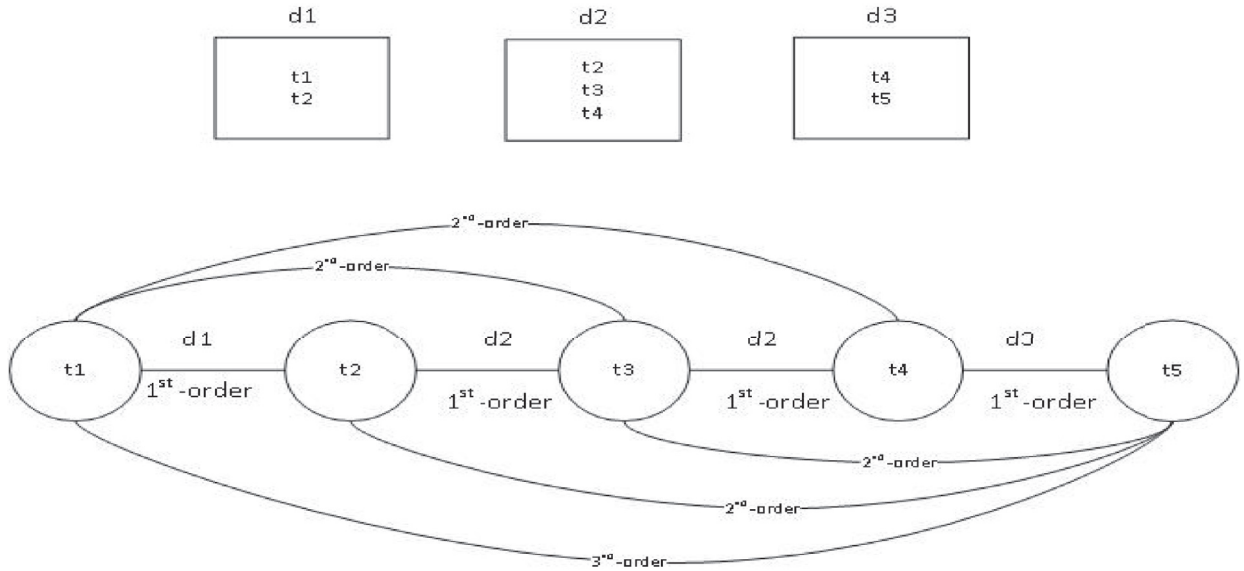 d1 d2 d3
t1
t2
t2
t3
t4
t4
t5
2nd-order
2nd-order
d1 d2 d2 d3
t1 t2 t3 t4 t5
1st-order 1st-order 1st-order 1st-order
2nd-order
2nd-order
3rd-order